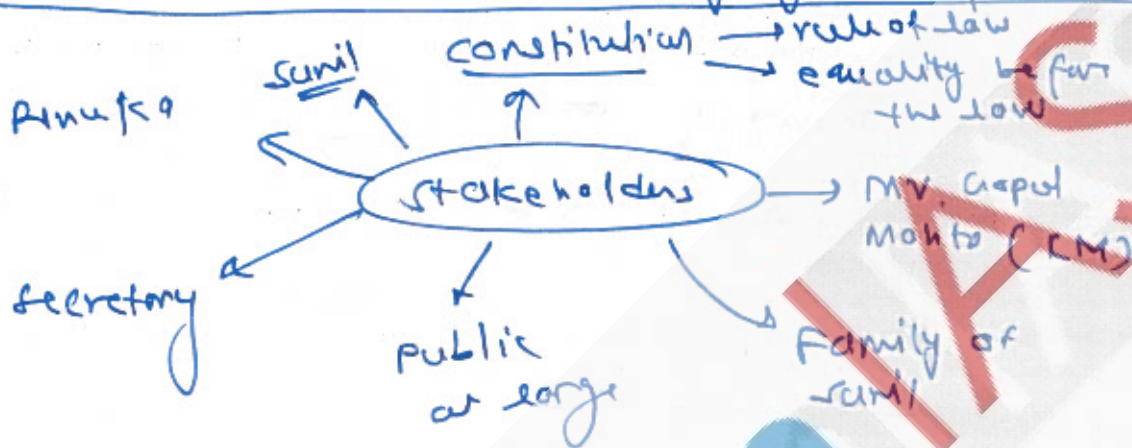 sunil
constitution → rule of law
→ equality before
the law
Renuka
stakeholders
→ Mr. Gopal
Mahto (CM)
secretary
public
at large
Family of
sunil